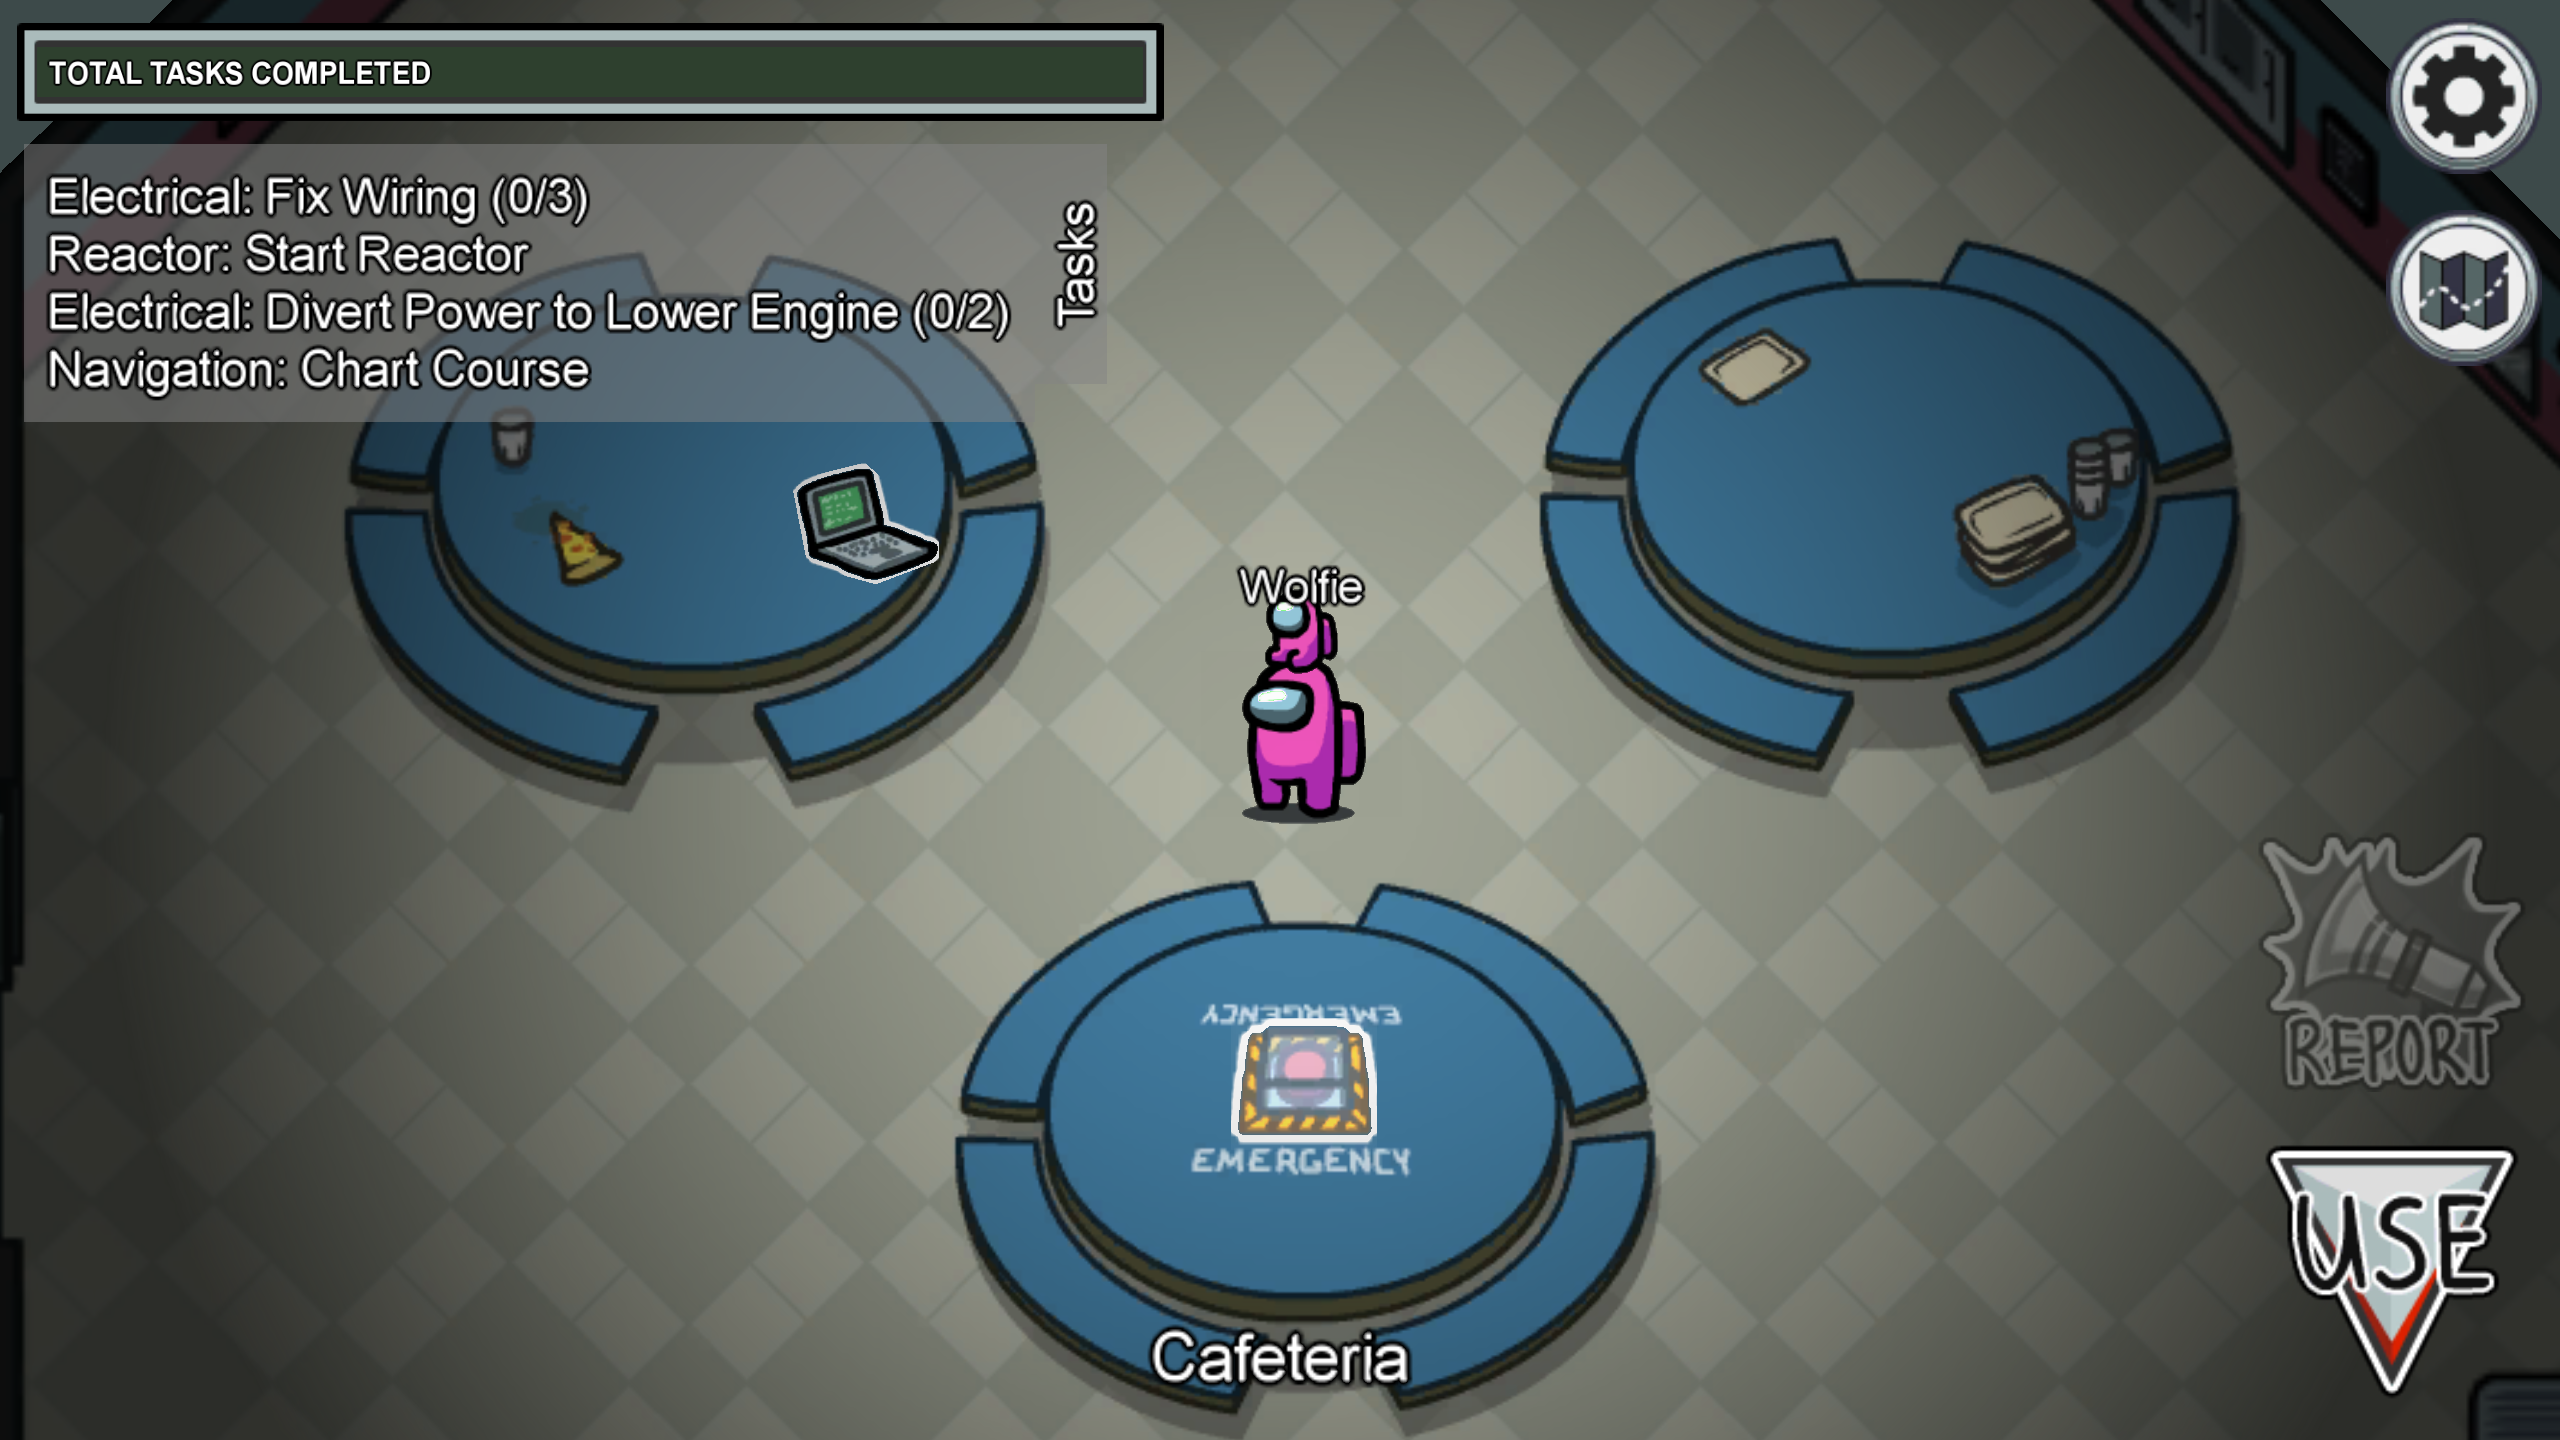 TOTAL TASKS COMPLETED
Electrical: Fix Wiring (0/3)
Reactor: Start Reactor
Electrical: Divert Power to Lower Engine (0/2)
Navigation: Chart Course
Tasks
Wolfie
EMERGENCY
EMERGENCY
REPORT
USE
Cafeteria